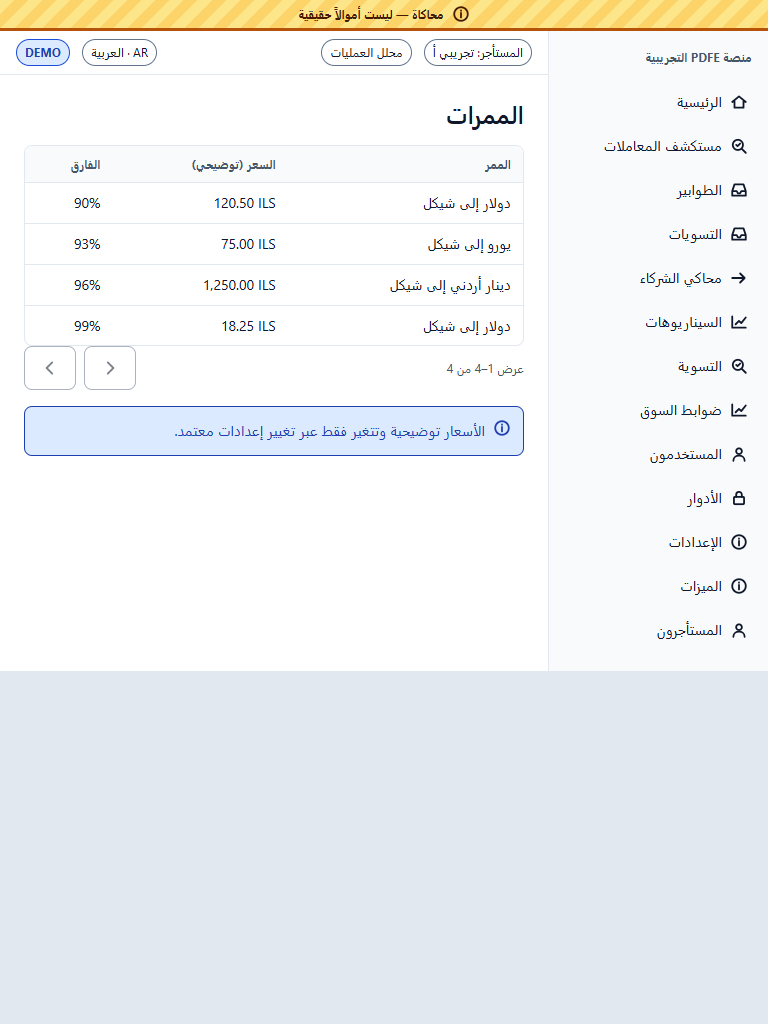 محاكاة — ليست أموالاً حقيقية
منصة PDFE التجريبية
الرئيسية
مستكشف المعاملات
الطوابير
التسويات
محاكي الشركاء
السيناريوهات
التسوية
ضوابط السوق
المستخدمون
الأدوار
الإعدادات
الميزات
المستأجرون
المستأجر: تجريبي أ
محلل العمليات
AR · العربية
DEMO
الممرات
الممر السعر (توضيحي) الفارق
دولار إلى شيكل 120.50 ILS 90%
يورو إلى شيكل 75.00 ILS 93%
دينار أردني إلى شيكل 1,250.00 ILS 96%
دولار إلى شيكل 18.25 ILS 99%
عرض 1–4 من 4
الأسعار توضيحية وتتغير فقط عبر تغيير إعدادات معتمد.